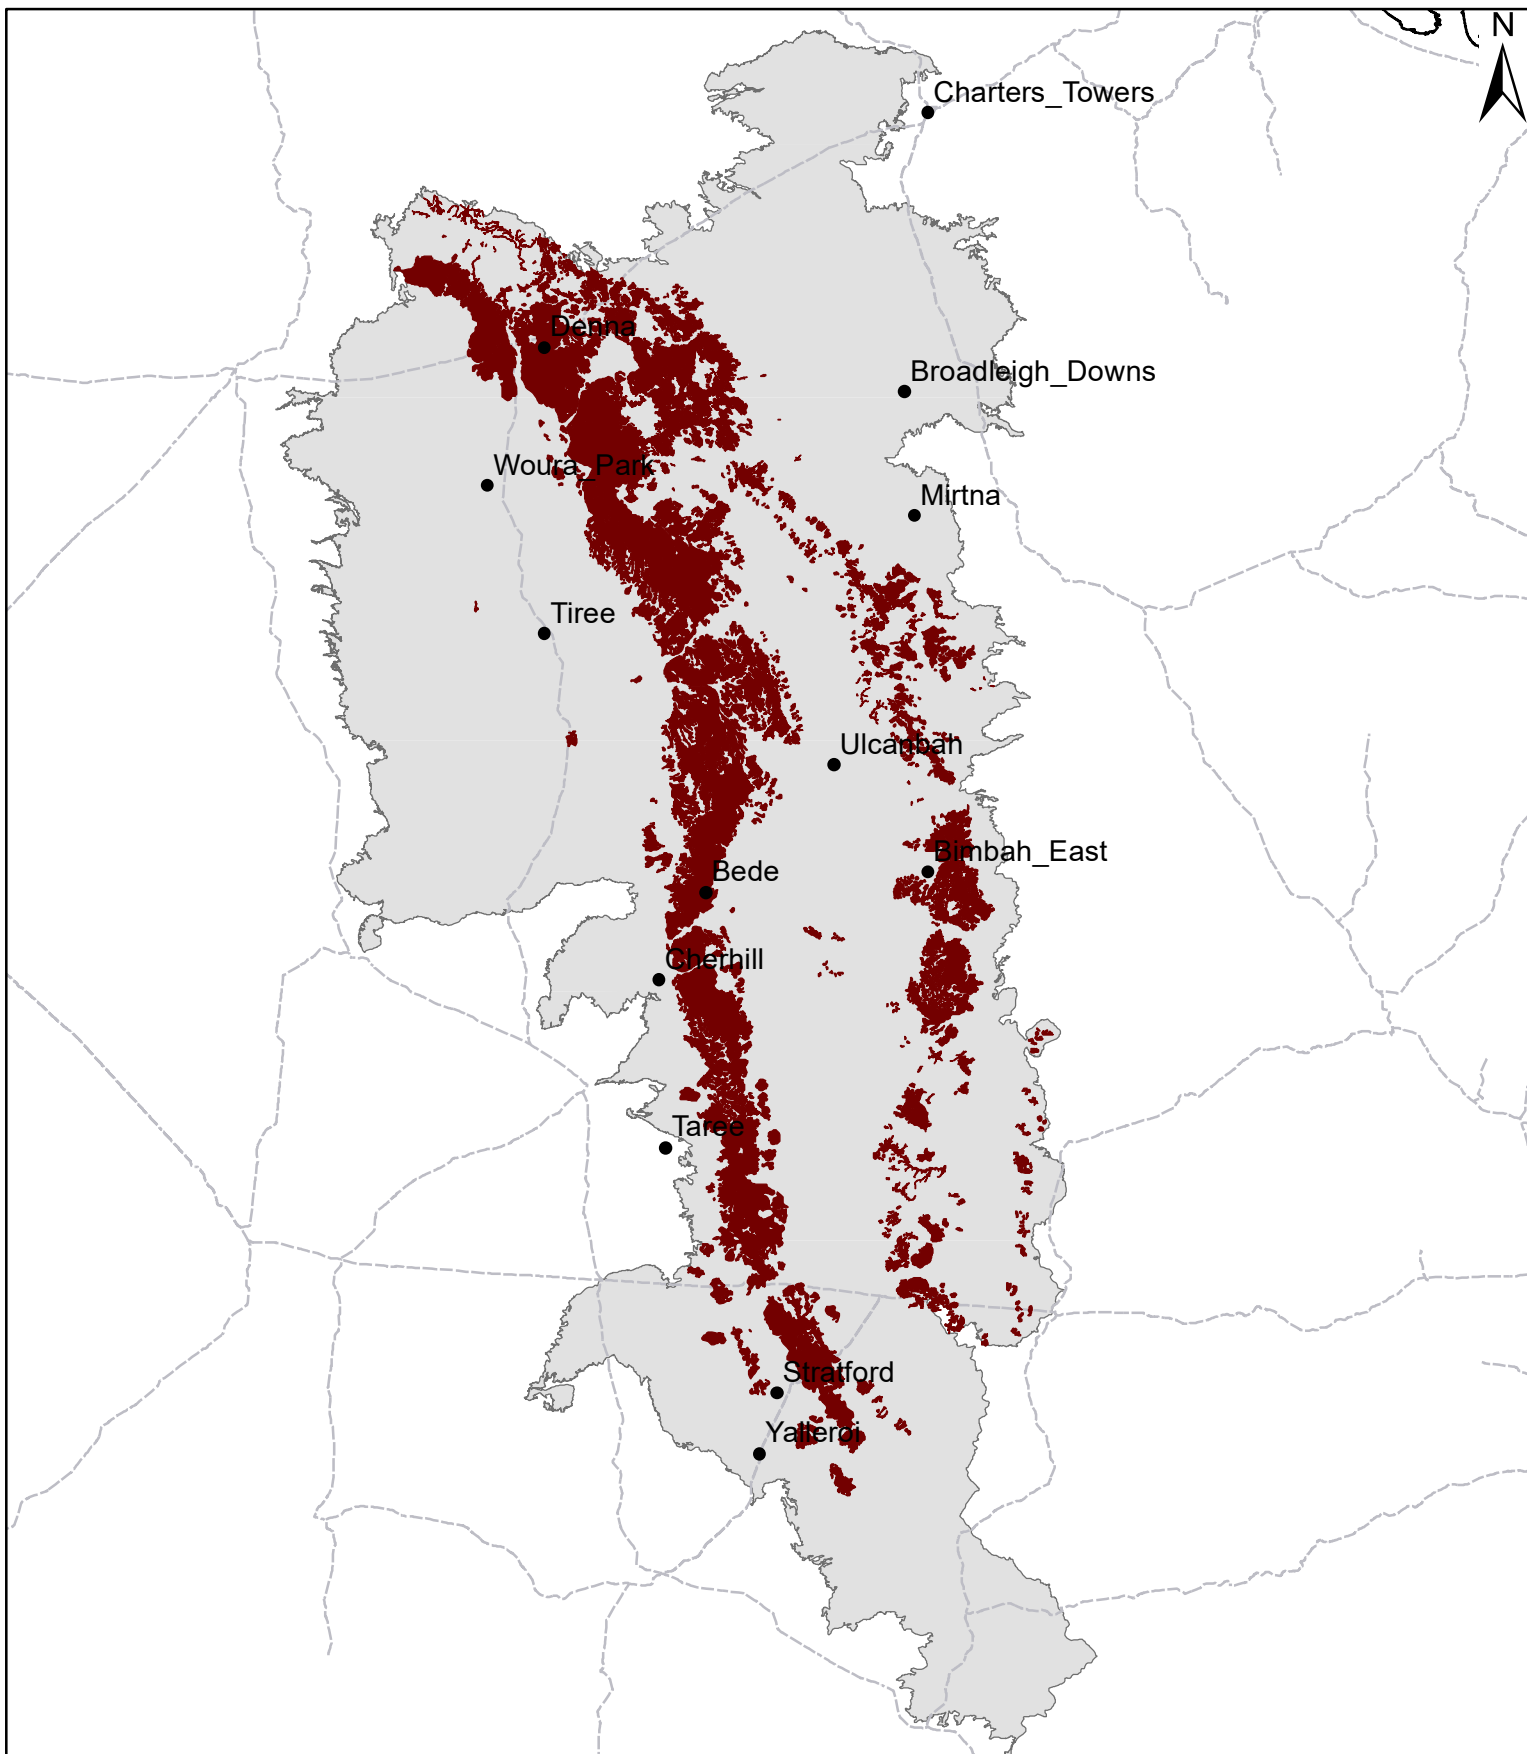 N
Charters_Towers
Denna
Broadleigh_Downs
Woura_Park
Mirtna
Tiree
Ulcanbah
Bimbah_East
Bede
Cherhill
Taree
Stratford
Yalleroi